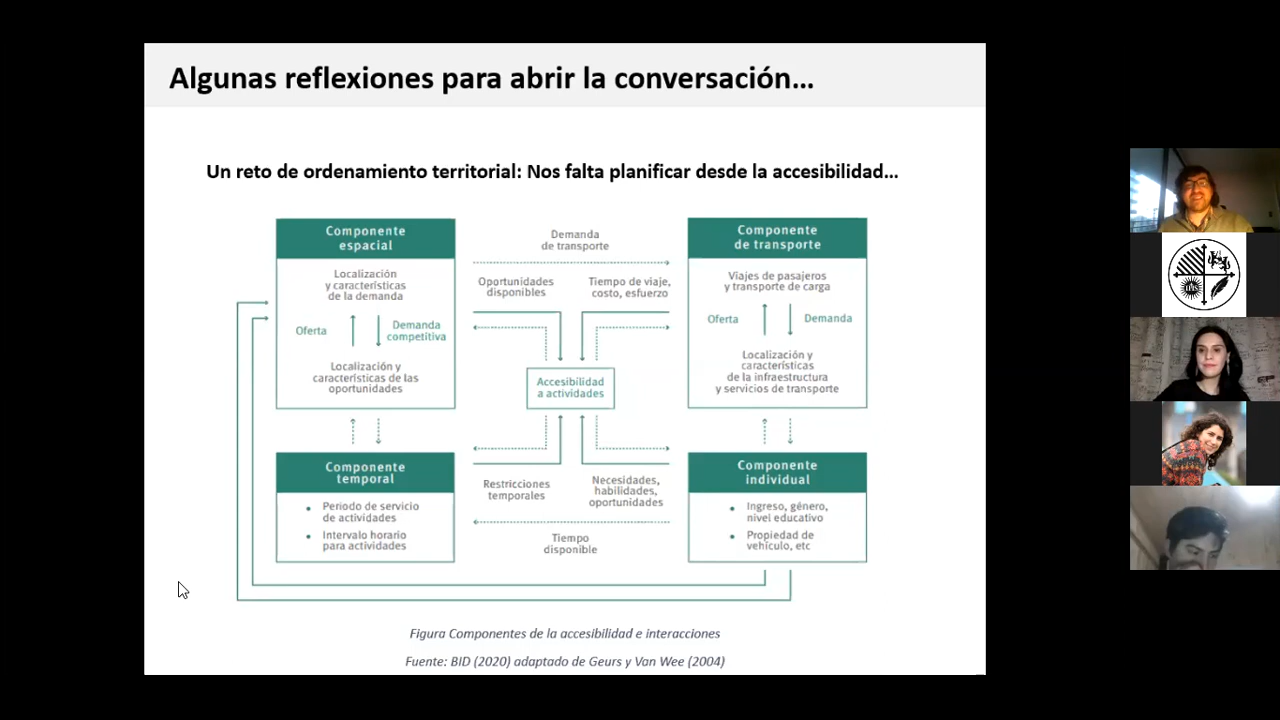 Algunas reflexiones para abrir la conversación...
Un reto de ordenamiento territorial: Nos falta planificar desde la accesibilidad...
Componente
espacial
Localización
y características
de la demanda
Oferta
Demanda
competitiva
Localización y
características de las
oportunidades
Demanda
de transporte
Oportunidades
disponibles
Tiempo de viaje,
costo, esfuerzo
Componente
de transporte
Viajes de pasajeros
y transporte de carga
Oferta
Demanda
Localización y
características
de la infraestructura
y servicios de transporte
Accesibilidad
a actividades
Componente
temporal
• Periodo de servicio
de actividades
• Intervalo horario
para actividades
Restricciones
temporales
Necesidades,
habilidades,
oportunidades
Tiempo
disponible
Componente
individual
• Ingreso, género,
nivel educativo
• Propiedad de
vehículo, etc
Figura Componentes de la accesibilidad e interacciones
Fuente: BID (2020) adaptado de Geurs y Van Wee (2004)